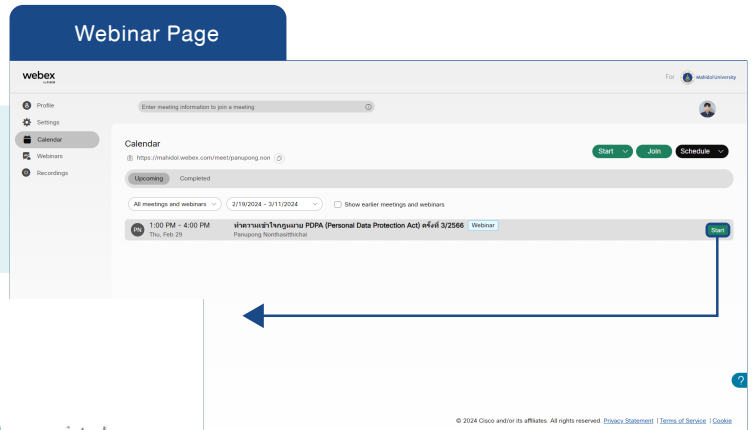 Webinar Page
webex
by CISCO
For Mahidol University
Profile
Settings
Calendar
Webinars
Recordings
Enter meeting information to join a meeting
Calendar
https://mahidol.webex.com/meet/panupong.non
Start
Join
Schedule
Upcoming Completed
All meetings and webinars 2/19/2024 - 3/11/2024 Show earlier meetings and webinars
PN
1:00 PM - 4:00 PM ทำความเข้าใจกฎหมาย PDPA (Personal Data Protection Act) ครั้งที่ 3/2566 Webinar
Thu, Feb 29 Panupong Nonthasitthichai
Start
?
© 2024 Cisco and/or its affiliates. All rights reserved. Privacy Statement | Terms of Service | Cookie